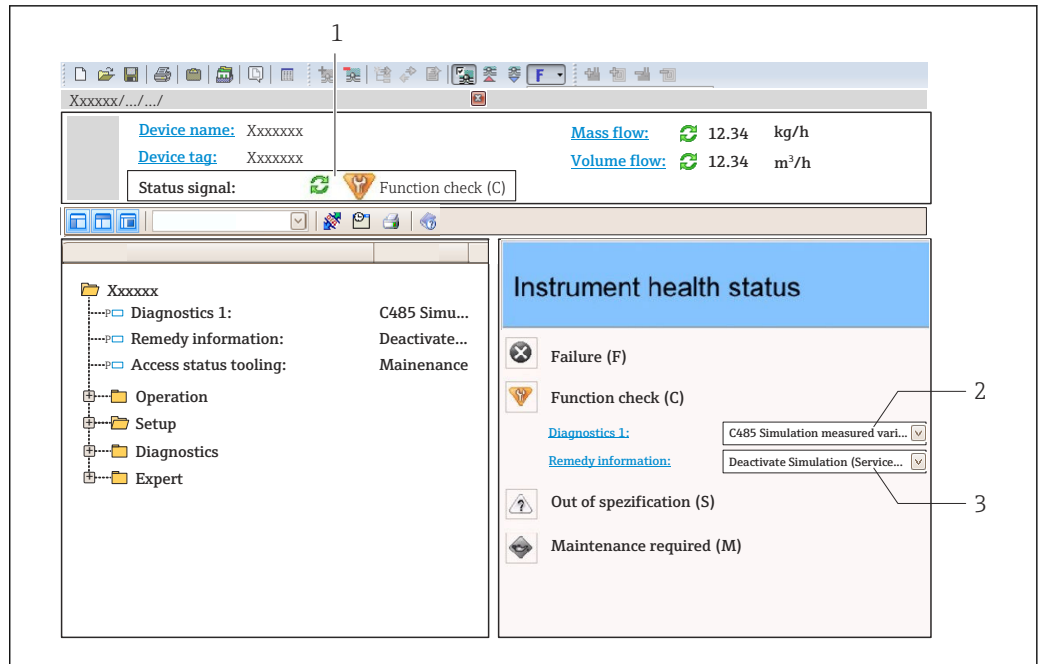 1
F
Xxxxxx/.../.../
Device name: Xxxxxxx
Mass flow: 12.34 kg/h
Device tag: Xxxxxxx
Volume flow: 12.34 m³/h
Status signal: Function check (C)
Xxxxxx
Diagnostics 1: C485 Simu...
Remedy information: Deactivate...
Access status tooling: Mainenance
Operation
Setup
Diagnostics
Expert
Instrument health status
Failure (F)
Function check (C)
2
Diagnostics 1: C485 Simulation measured vari...
Remedy information: Deactivate Simulation (Service...
Out of spezification (S)
3
Maintenance required (M)